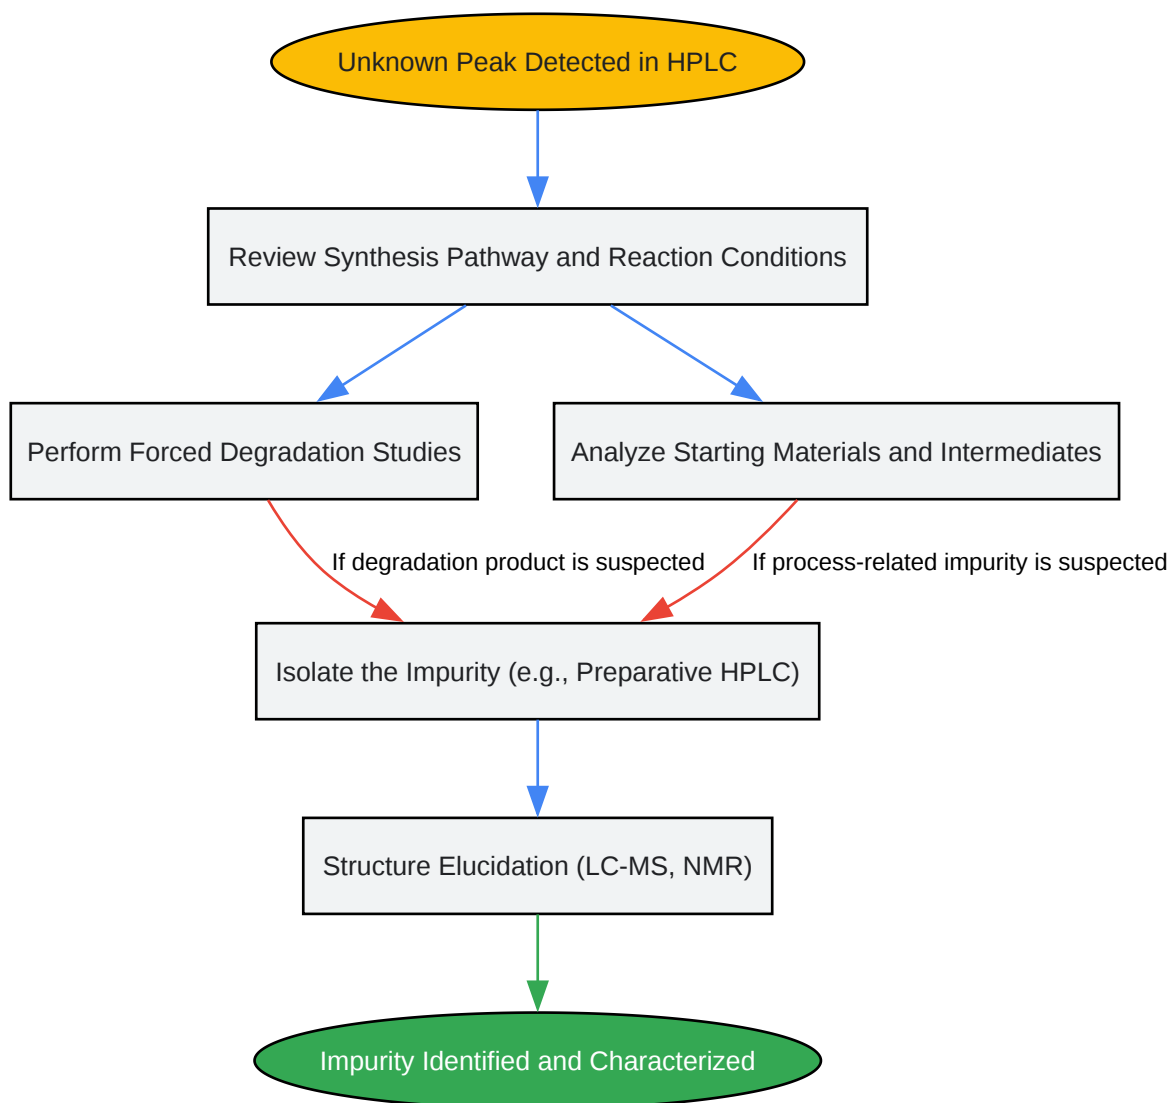 Unknown Peak Detected in HPLC
Review Synthesis Pathway and Reaction Conditions
Perform Forced Degradation Studies
Analyze Starting Materials and Intermediates
If degradation product is suspected
If process-related impurity is suspected
Isolate the Impurity (e.g., Preparative HPLC)
Structure Elucidation (LC-MS, NMR)
Impurity Identified and Characterized